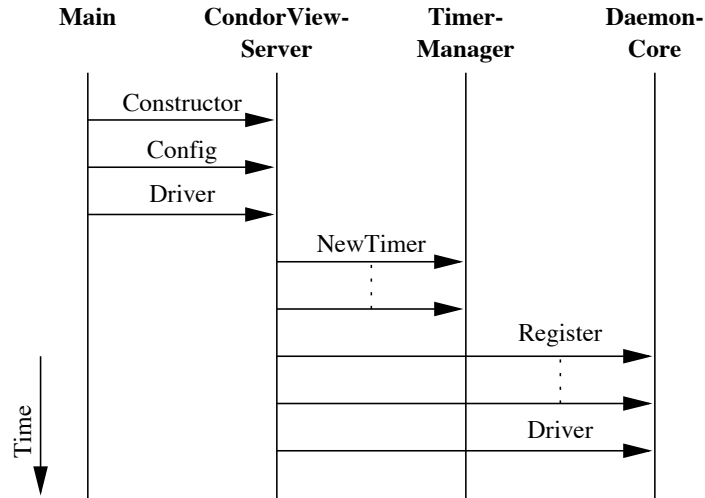 Main
CondorView-
Server
Timer-
Manager
Daemon-
Core
Constructor
Config
Driver
NewTimer
Register
Driver
Time